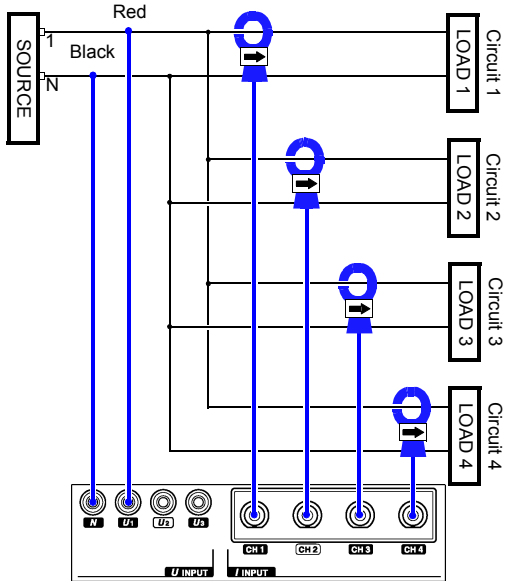 Red
Black
SOURCE
1
N
LOAD 1
Circuit 1
LOAD 2
Circuit 2
LOAD 3
Circuit 3
LOAD 4
Circuit 4
N U1 U2 U3
CH 1 CH 2 CH 3 CH 4
U INPUT I INPUT